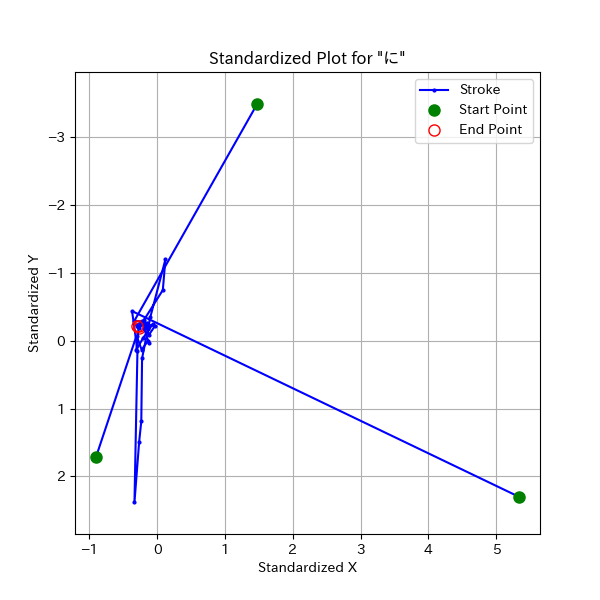 Standardized Plot for "に"
Stroke
Start Point
End Point
Standardized Y
−3
−2
−1
0
1
2
−1 0 1 2 3 4 5
Standardized X